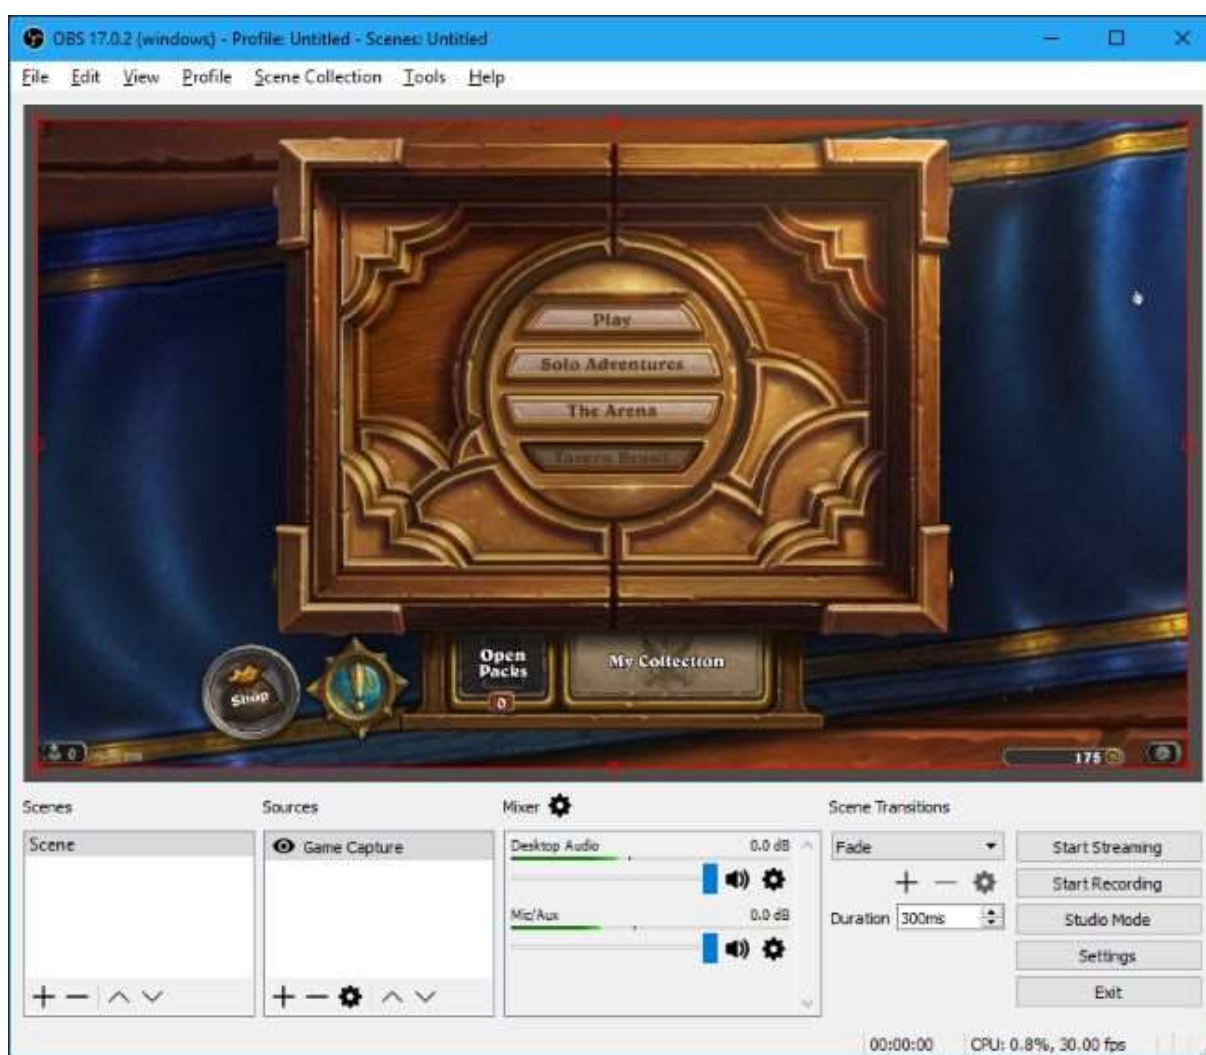 OBS 17.0.2 (windows) - Profile: Untitled - Scenes: Untitled
File Edit View Profile Scene Collection Tools Help
Play
Solo Adventures
The Arena
Tavern Brawl
Open
Packs
My Collection
Shop
0
0
175
Scenes Sources Mixer Scene Transitions
Scene
Game Capture
Desktop Audio 0.0 dB
Mic/Aux 0.0 dB
Fade
Duration 300ms
Start Streaming
Start Recording
Studio Mode
Settings
Exit
00:00:00 CPU: 0.8%, 30.00 fps